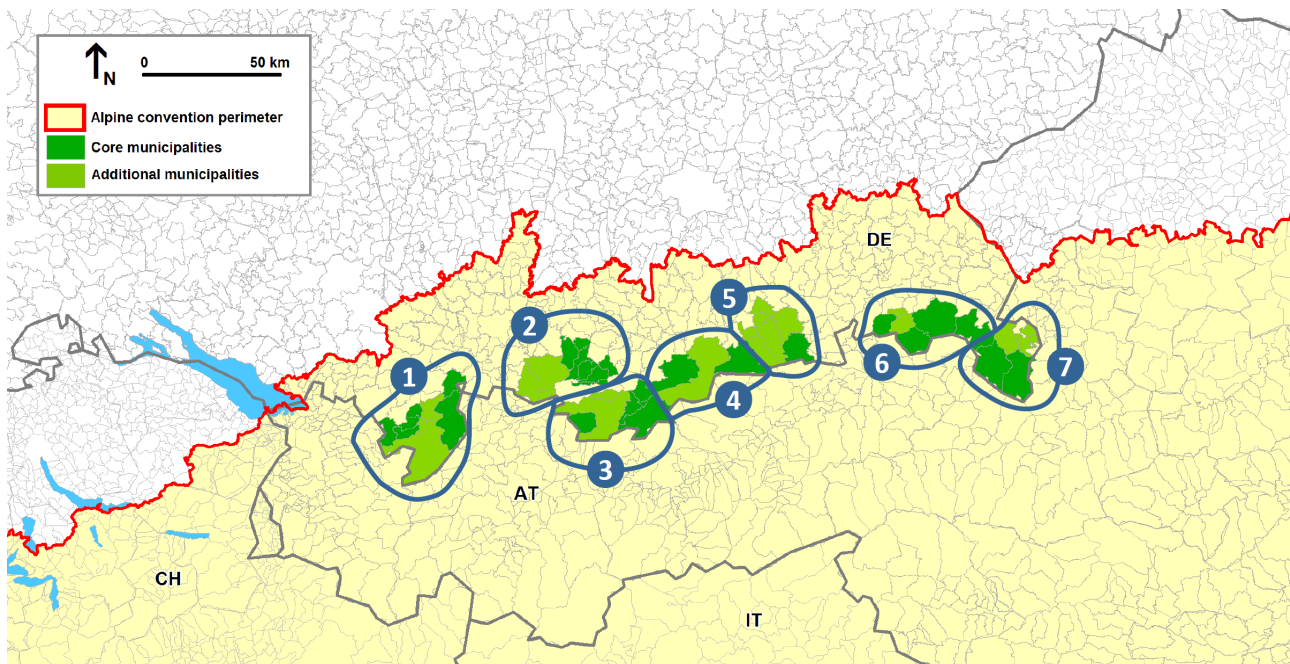 N
0 50 km
Alpine convention perimeter
Core municipalities
Additional municipalities
DE
5
2
1
6
7
4
3
AT
CH
IT